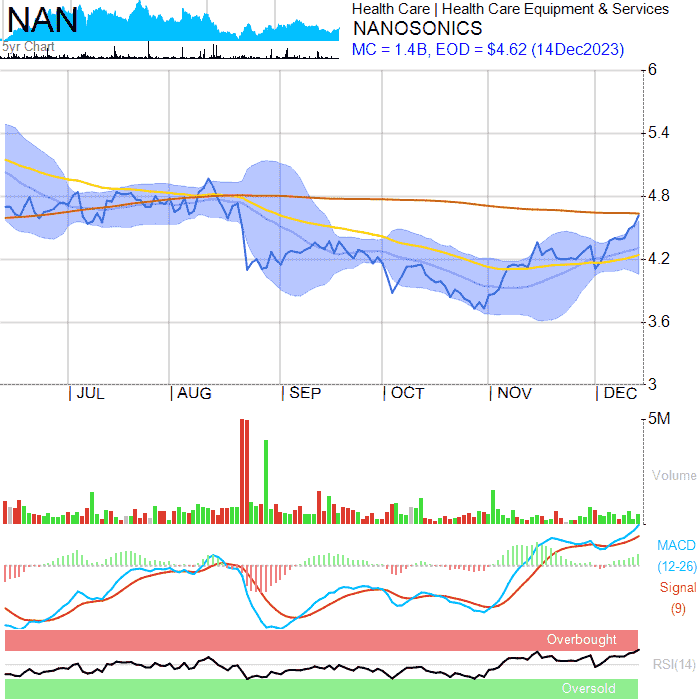 NAN
5yr Chart
Health Care | Health Care Equipment & Services
NANOSONICS
MC = 1.4B, EOD = $4.62 (14Dec2023)
6
5.4
4.8
4.2
3.6
3
| JUL | AUG | SEP | OCT | NOV | DEC
5M
Volume
MACD
(12-26)
Signal
(9)
Overbought
RSI(14)
Oversold